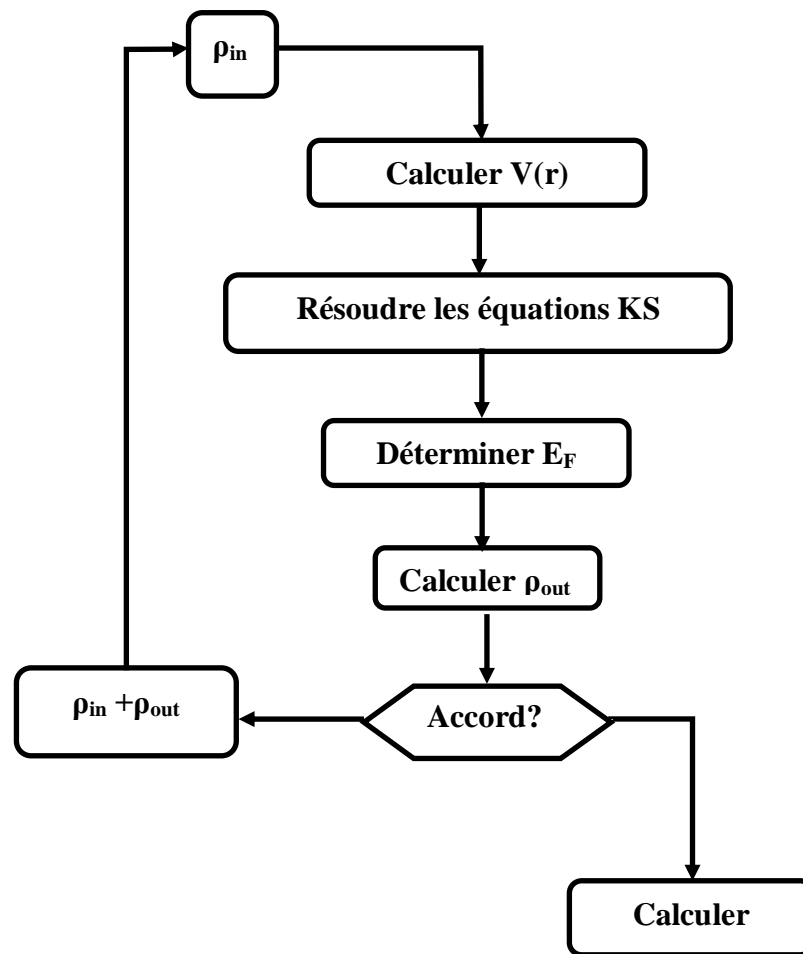 ρin
Calculer V(r)
Résoudre les équations KS
Déterminer EF
Calculer ρout
ρin +ρout
Accord?
Calculer